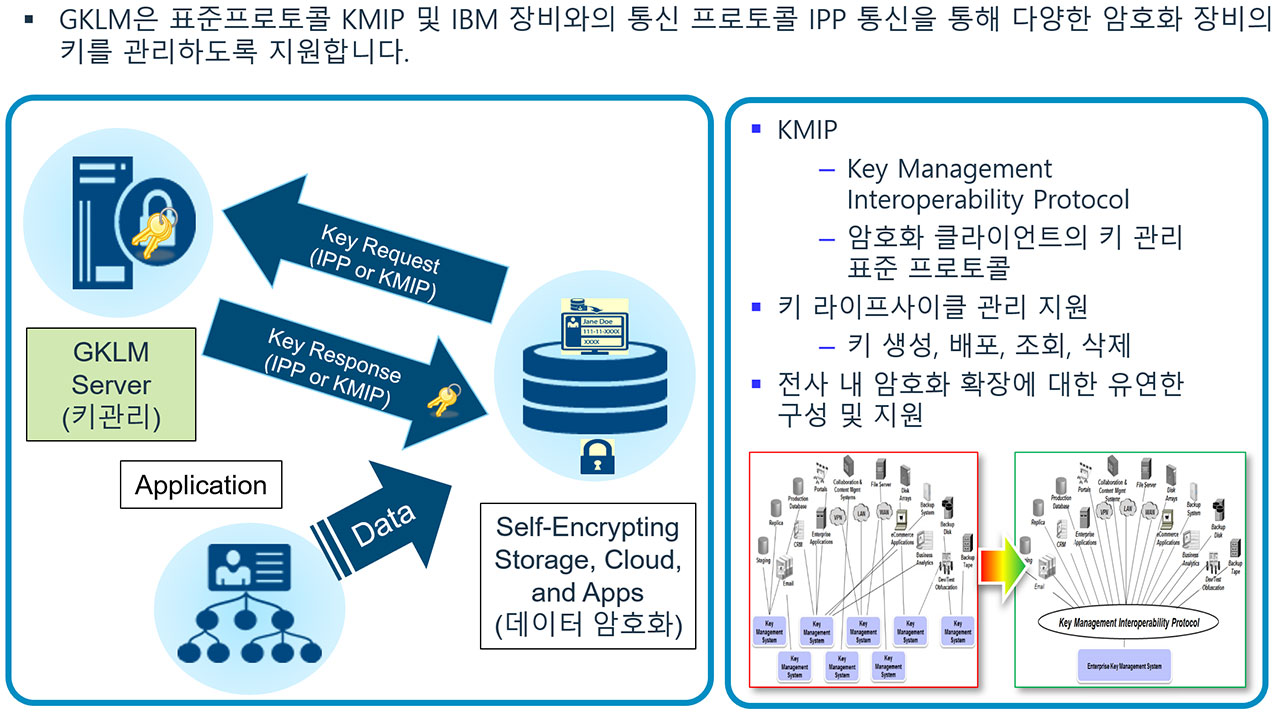 ▪ GKLM은 표준프로토콜 KMIP 및 IBM 장비와의 통신 프로토콜 IPP 통신을 통해 다양한 암호화 장비의
키를 관리하도록 지원합니다.
Key Request
(IPP or KMIP)
Key Response
(IPP or KMIP)
GKLM
Server
(키관리)
Jane Doe
111-11-XXXX
XXXX
Application
Data
Self-Encrypting
Storage, Cloud,
and Apps
(데이터 암호화)
▪ KMIP
– Key Management
Interoperability Protocol
– 암호화 클라이언트의 키 관리
표준 프로토콜
▪ 키 라이프사이클 관리 지원
– 키 생성, 배포, 조회, 삭제
▪ 전사 내 암호화 확장에 대한 유연한
구성 및 지원
Collaboration &
Content Mgmt
Systems
File Server
Portals
Disk
Arrays
Production
Database
Backup
System
Replica
VPN
LAN
WAN
Backup
Disk
CRM
Enterprise
Applications
eCommerce
Applications
Staging
Business
Analytics
Backup
Tape
Email
Dev/Test
Obfuscation
Key
Management
System
Key
Management
System
Key
Management
System
Key
Management
System
Key
Management
System
Key
Management
System
Key
Management
System
Key
Management
System
Collaboration &
Content Mgmt
Systems
File Server
Portals
Disk
Arrays
Production
Database
Backup
System
Replica
VPN
LAN
WAN
Backup
Disk
CRM
Enterprise
Applications
eCommerce
Applications
Business
Analytics
Backup
Tape
Email
Dev/Test
Obfuscation
Key Management Interoperability Protocol
Enterprise Key Management System